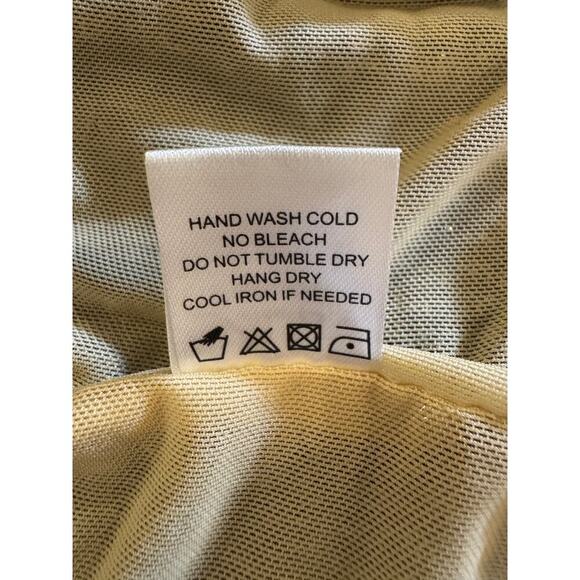 HAND WASH COLD
NO BLEACH
DO NOT TUMBLE DRY
HANG DRY
COOL IRON IF NEEDED